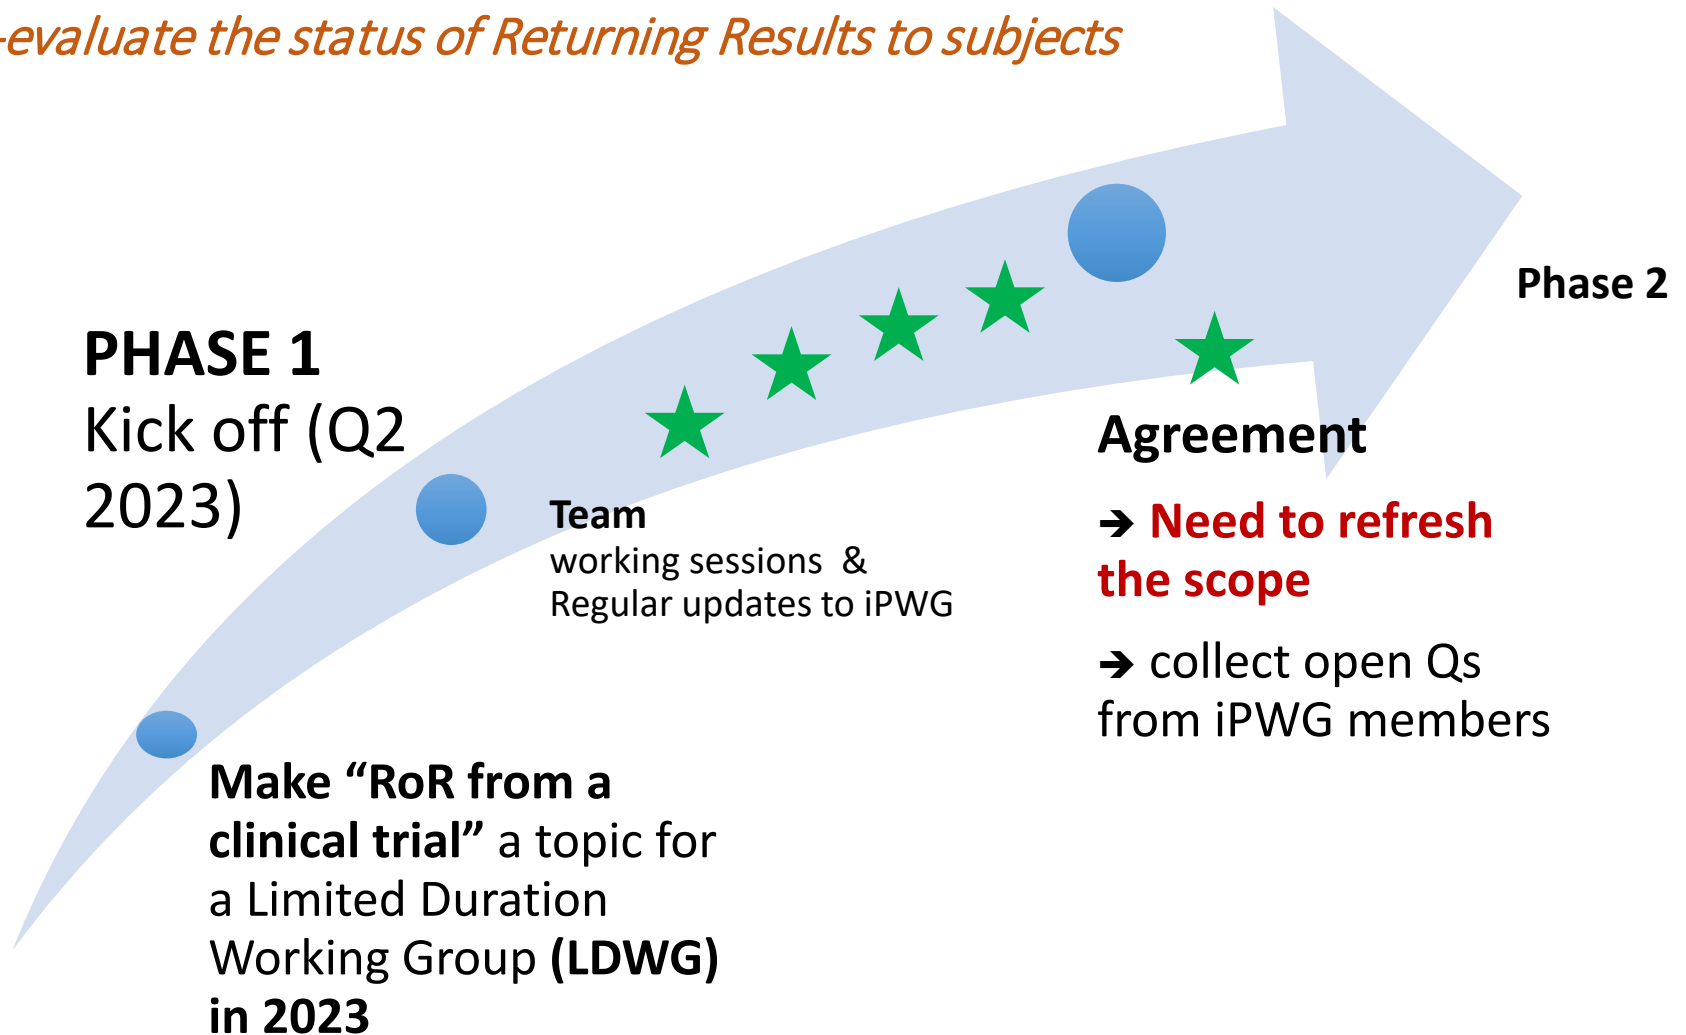 -evaluate the status of Returning Results to subjects
Phase 2
PHASE 1
Kick off (Q2
2023)
Team
working sessions &
Regular updates to iPWG
Agreement
➔ Need to refresh
the scope
➔ collect open Qs
from iPWG members
Make “RoR from a
clinical trial” a topic for
a Limited Duration
Working Group (LDWG)
in 2023